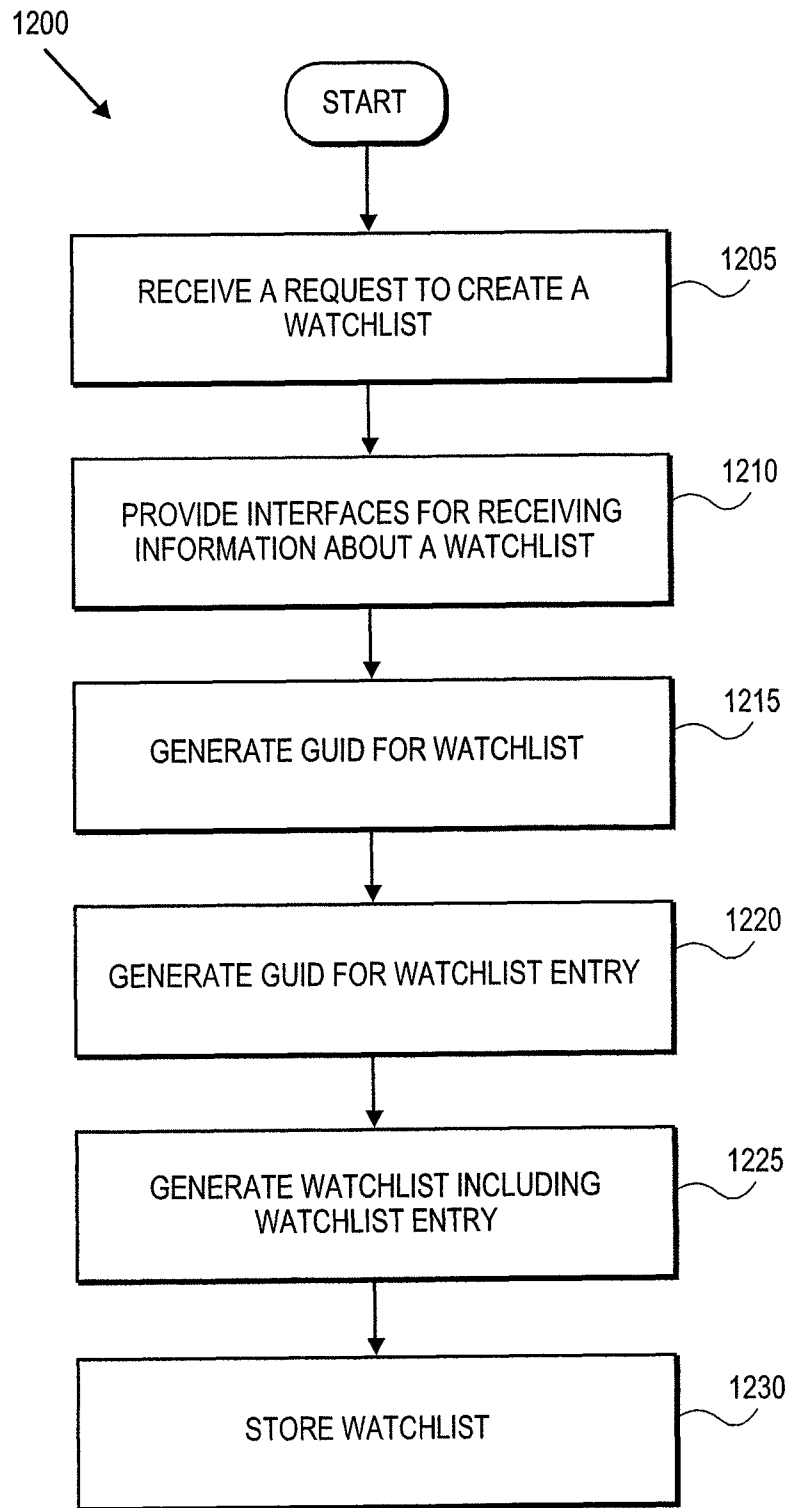 1200
START
RECEIVE A REQUEST TO CREATE A
WATCHLIST
1205
PROVIDE INTERFACES FOR RECEIVING
INFORMATION ABOUT A WATCHLIST
1210
GENERATE GUID FOR WATCHLIST
1215
GENERATE GUID FOR WATCHLIST ENTRY
1220
GENERATE WATCHLIST INCLUDING
WATCHLIST ENTRY
1225
STORE WATCHLIST
1230